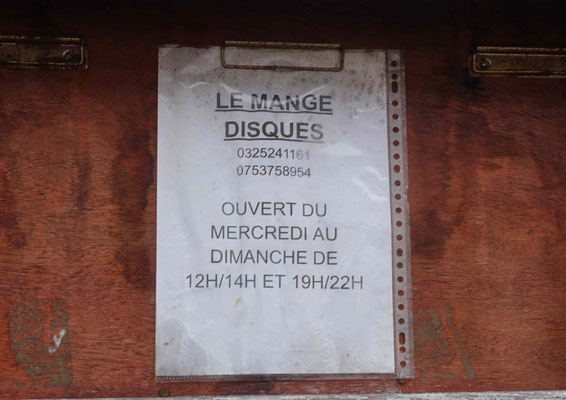 LE MANGE
DISQUES
0325241161
0753758954
OUVERT DU
MERCREDI AU
DIMANCHE DE
12H/14H ET 19H/22H